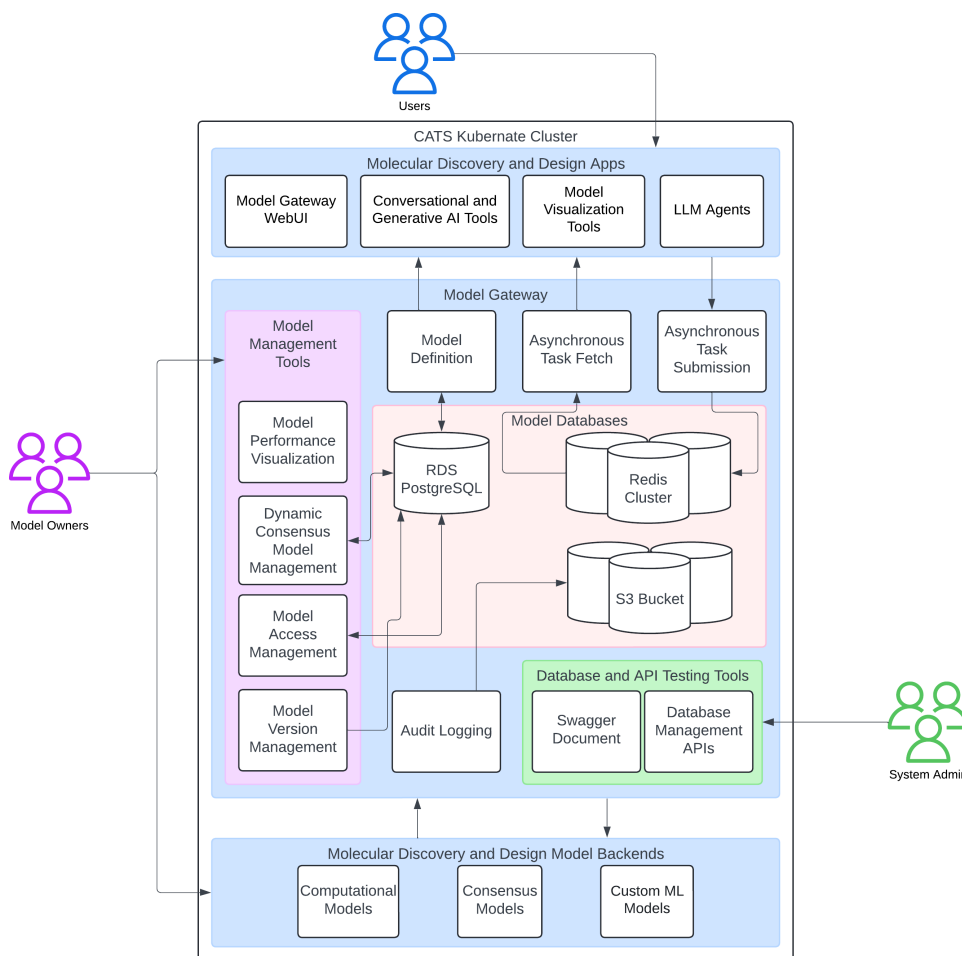 Users
CATS Kubernate Cluster
Molecular Discovery and Design Apps
Model Gateway
WebUI
Conversational and
Generative AI Tools
Model
Visualization
Tools
LLM Agents
Model Gateway
Model
Management
Tools
Model
Definition
Asynchronous
Task Fetch
Asynchronous
Task
Submission
Model Databases
Model
Performance
Visualization
RDS
PostgreSQL
Redis
Cluster
Model Owners
Dynamic
Consensus
Model
Management
S3 Bucket
Model
Access
Management
Database and API Testing Tools
Model
Version
Management
Audit Logging
Swagger
Document
Database
Management
APIs
System Admin
Molecular Discovery and Design Model Backends
Computational
Models
Consensus
Models
Custom ML
Models